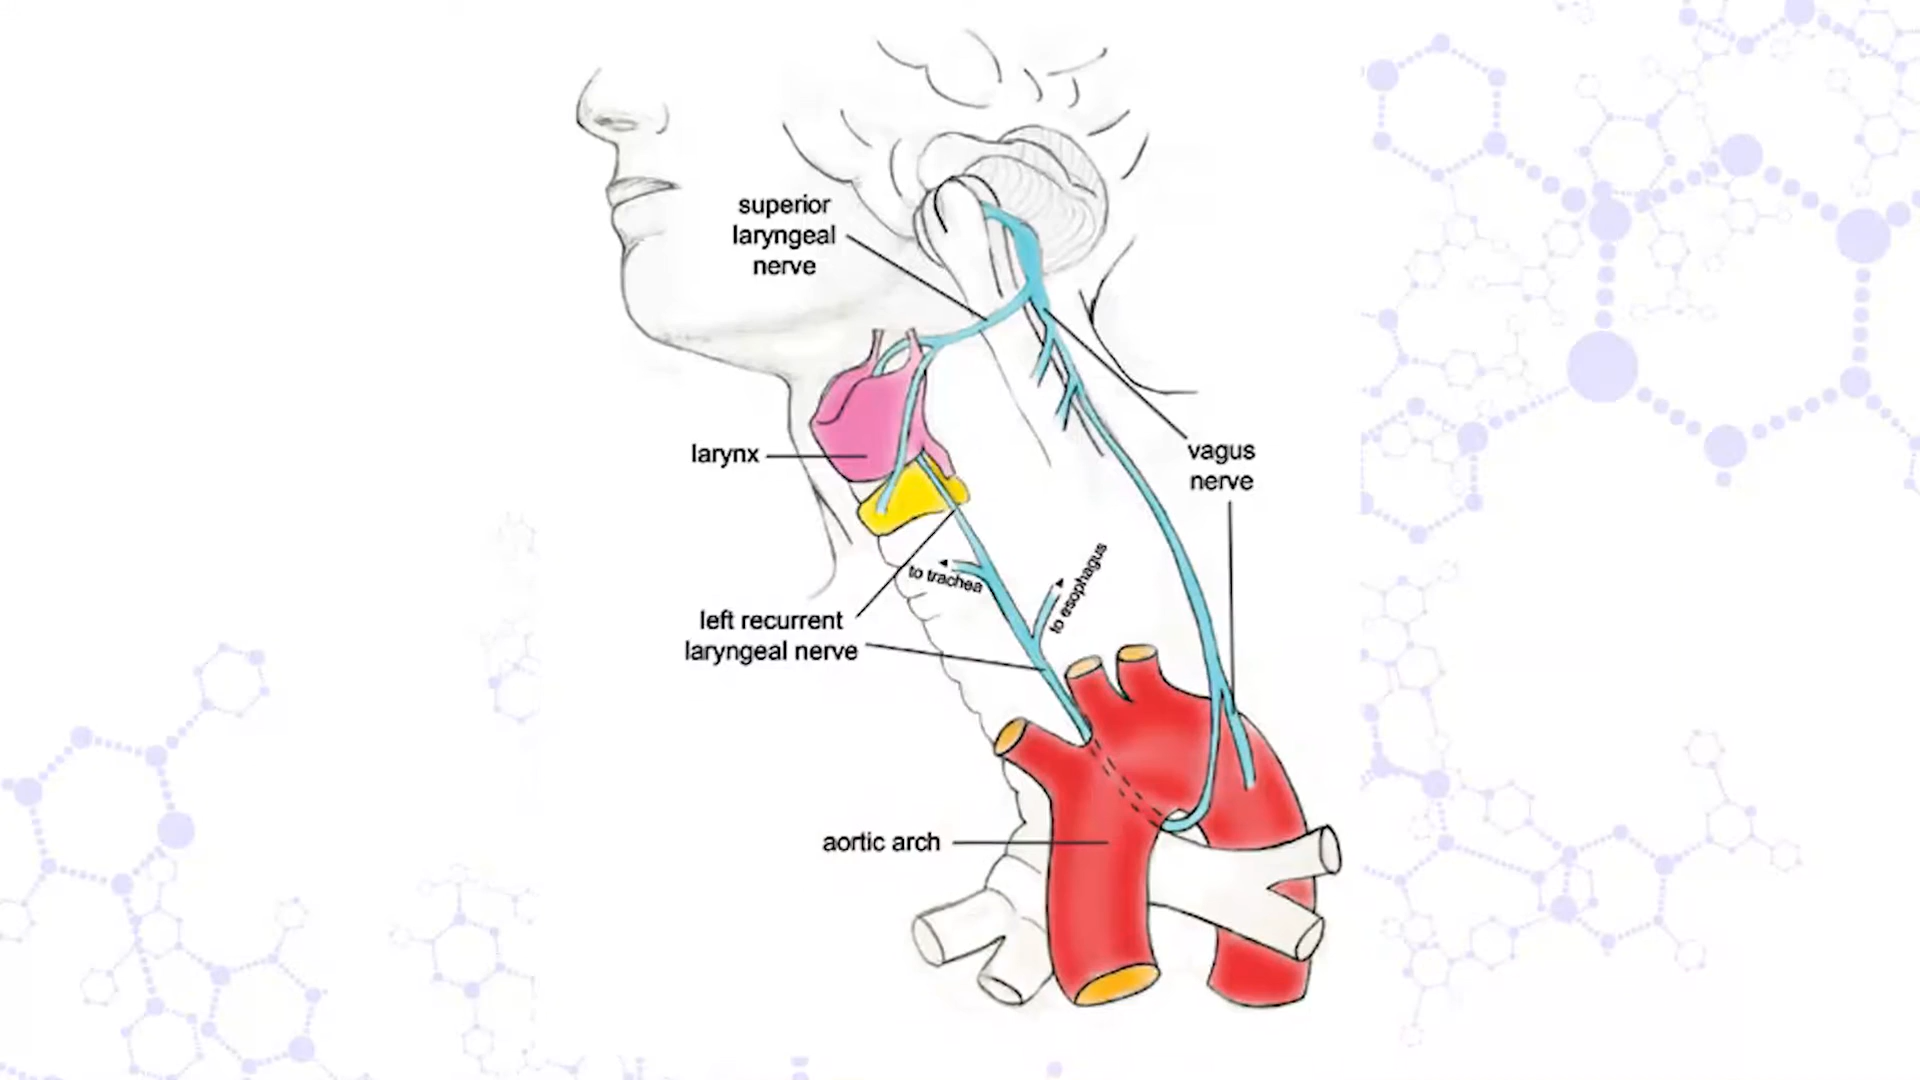 superior
laryngeal
nerve
larynx
vagus
nerve
to trachea
to esophagus
left recurrent
laryngeal nerve
aortic arch